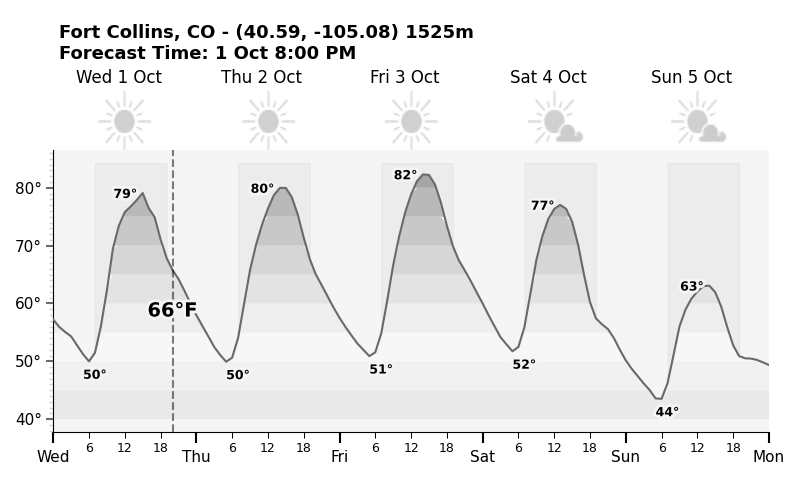 Fort Collins, CO - (40.59, -105.08) 1525m
Forecast Time: 1 Oct 8:00 PM
Wed 1 Oct Thu 2 Oct Fri 3 Oct Sat 4 Oct Sun 5 Oct
80° 79° 80° 82° 77°
70°
60° 66°F 63°
50° 50° 50° 51° 52°
40° 44°
6 12 18 6 12 18 6 12 18 6 12 18 6 12 18
Wed Thu Fri Sat Sun Mon